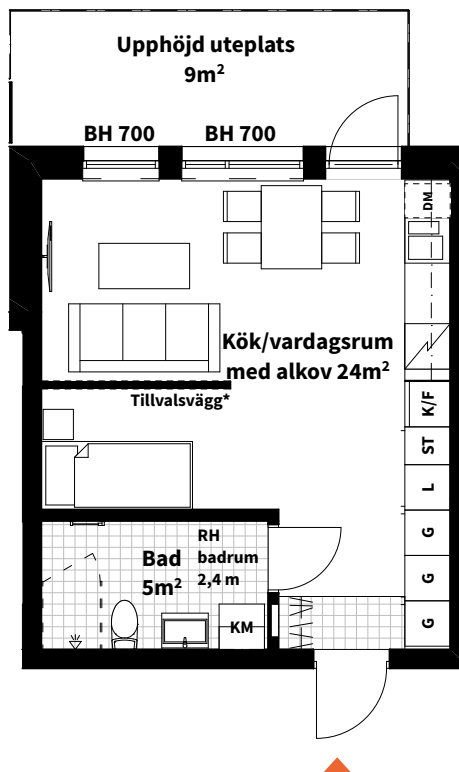 Upphöjd uteplats
9m²
BH 700
BH 700
DM
Kök/vardagsrum
med alkov 24m²
K/F
Tillvalsvägg*
ST
L
G
G
G
RH
badrum
2,4 m
Bad
5m²
KM